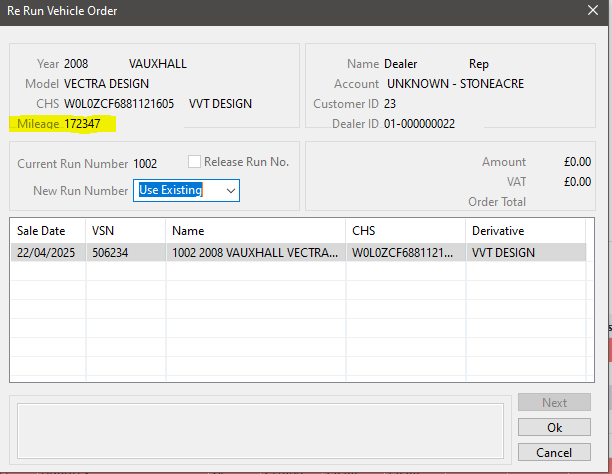 Re Run Vehicle Order
Year 2008 VAUXHALL
Model VECTRA DESIGN
CHS W0L0ZCF6881121605 VVT DESIGN
Mileage 172347
Name Dealer Rep
Account UNKNOWN - STONEACRE
Customer ID 23
Dealer ID 01-000000022
Current Run Number 1002 Release Run No.
New Run Number Use Existing
Amount £0.00
VAT £0.00
Order Total
Sale Date VSN Name CHS Derivative
22/04/2025 506234 1002 2008 VAUXHALL VECTRA... W0L0ZCF6881121... VVT DESIGN
Next
Ok
Cancel